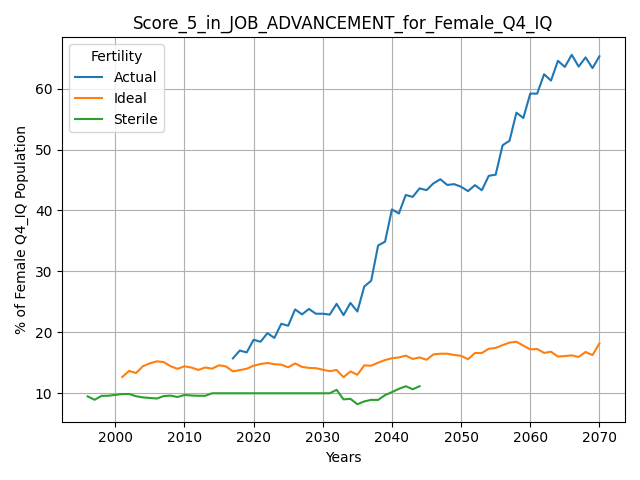 Score_5_in_JOB_ADVANCEMENT_for_Female_Q4_IQ
Fertility
Actual
Ideal
Sterile
% of Female Q4_IQ Population
60
50
40
30
20
10
2000 2010 2020 2030 2040 2050 2060 2070
Years